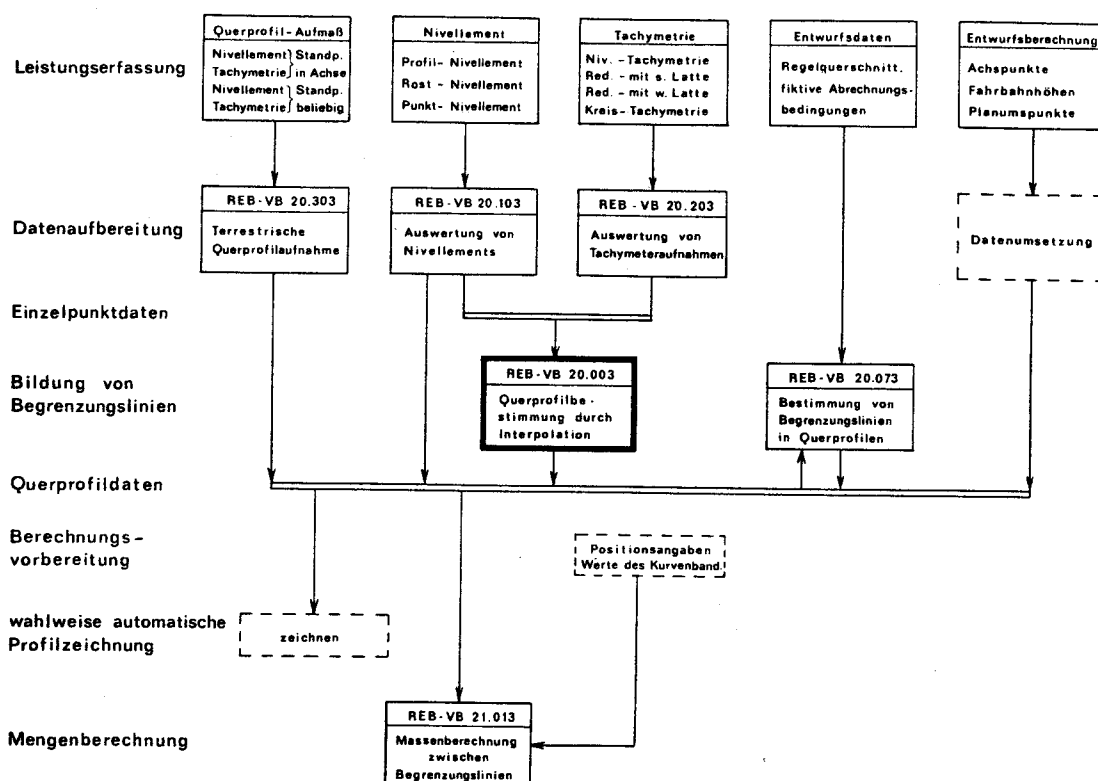 Leistungserfassung
Querprofil-Aufmaß
Nivellement } Standp.
Tachymetrie } in Achse
Nivellement } Standp.
Tachymetrie } beliebig
Nivellement
Profil- Nivellement
Rost - Nivellement
Punkt- Nivellement
Tachymetrie
Niv. - Tachymetrie
Red. - mit s. Latte
Red. - mit w. Latte
Kreis - Tachymetrie
Entwurfsdaten
Regelquerschnitt.
fiktive Abrechnungs-
bedingungen
Entwurfsberechnung
Achspunkte
Fahrbahnhöhen
Planumspunkte
Datenaufbereitung
REB-VB 20.303
Terrestrische
Querprofilaufnahme
REB-VB 20.103
Auswertung von
Nivellements
REB - VB 20.203
Auswertung von
Tachymeteraufnahmen
Datenumsetzung
Einzelpunktdaten
Bildung von
Begrenzungslinien
REB-VB 20.003
Querprofilbe -
stimmung durch
Interpolation
REB-VB 20.073
Bestimmung von
Begrenzungslinien
in Querprofilen
Querprofildaten
Berechnungs-
vorbereitung
Positionsangaben
Werte des Kurvenband.
wahlweise automatische
Profilzeichnung
zeichnen
Mengenberechnung
REB-VB 21.013
Massenberechnung
zwischen
Begrenzungslinien